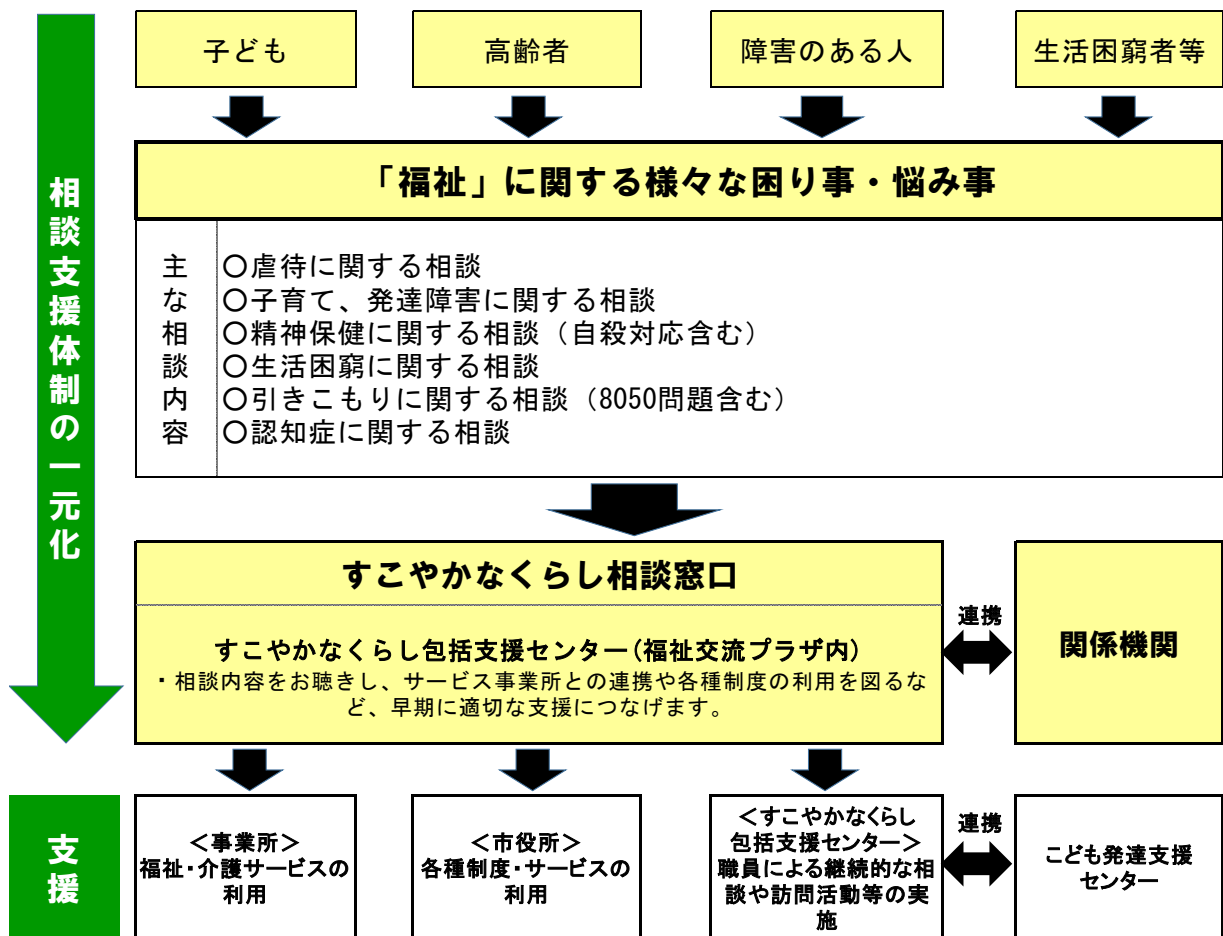 相談支援体制の一元化
子ども
高齢者
障害のある人
生活困窮者等
「福祉」に関する様々な困り事・悩み事
主な相談内容
〇虐待に関する相談
〇子育て、発達障害に関する相談
〇精神保健に関する相談（自殺対応含む）
〇生活困窮に関する相談
〇引きこもりに関する相談（8050問題含む）
〇認知症に関する相談
すこやかなくらし相談窓口
すこやかなくらし包括支援センター(福祉交流プラザ内)
・相談内容をお聴きし、サービス事業所との連携や各種制度の利用を図るな
ど、早期に適切な支援につなげます。
連携
関係機関
支援
＜事業所＞
福祉・介護サービスの
利用
＜市役所＞
各種制度・サービスの
利用
＜すこやかなくらし
包括支援センター＞
職員による継続的な相
談や訪問活動等の実
施
連携
こども発達支援
センター